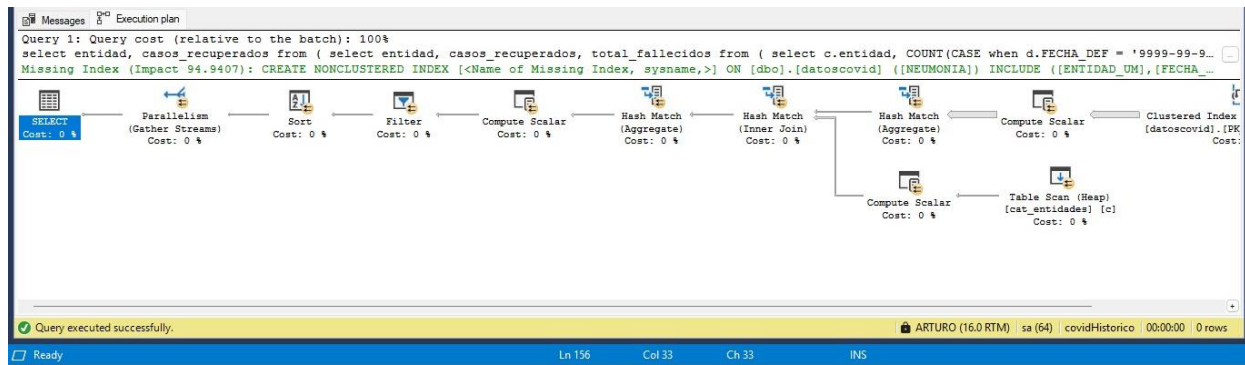 Messages Execution plan
Query 1: Query cost (relative to the batch): 100%
select entidad, casos_recuperados from ( select entidad, casos_recuperados, total_fallecidos from ( select c.entidad, COUNT(CASE when d.FECHA_DEF = '9999-99-9… ...
Missing Index (Impact 94.9407): CREATE NONCLUSTERED INDEX [<Name of Missing Index, sysname,>] ON [dbo].[datoscovid] ([NEUMONIA]) INCLUDE ([ENTIDAD_UM],[FECHA_…
SELECT
Cost: 0 %
Parallelism
(Gather Streams)
Cost: 0 %
Sort
Cost: 0 %
Filter
Cost: 0 %
Compute Scalar
Cost: 0 %
Hash Match
(Aggregate)
Cost: 0 %
Hash Match
(Inner Join)
Cost: 0 %
Hash Match
(Aggregate)
Cost: 0 %
Compute Scalar
Cost: 0 %
Clustered Index
[datoscovid].[PK
Cost:
Compute Scalar
Cost: 0 %
Table Scan (Heap)
[cat_entidades] [c]
Cost: 0 %
Query executed successfully. ARTURO (16.0 RTM) sa (64) covidHistorico 00:00:00 0 rows
Ready Ln 156 Col 33 Ch 33 INS